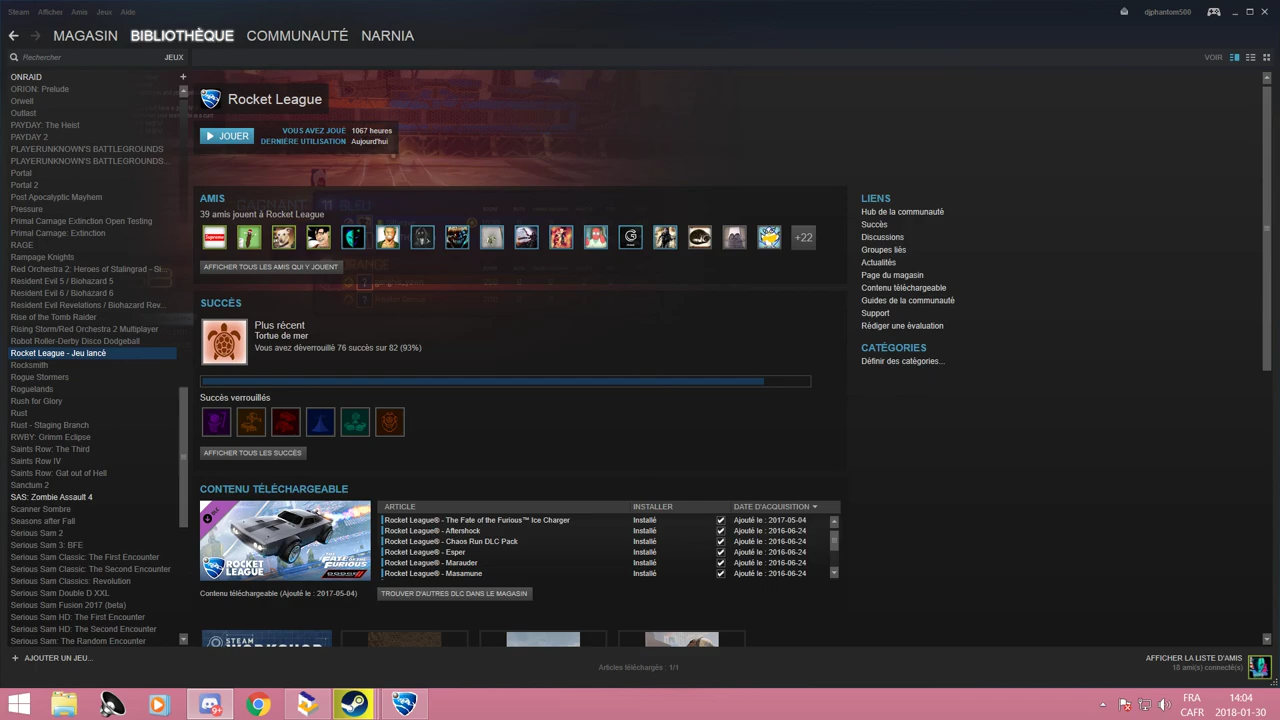 Steam Afficher Amis Jeux Aide
djphantom500
MAGASIN BIBLIOTHÈQUE COMMUNAUTÉ NARNIA
Rechercher JEUX
VOIR
ONRAID
ORION: Prelude
Orwell
Outlast
PAYDAY: The Heist
PAYDAY 2
PLAYERUNKNOWN'S BATTLEGROUNDS
PLAYERUNKNOWN'S BATTLEGROUNDS...
Portal
Portal 2
Post Apocalyptic Mayhem
Pressure
Primal Carnage Extinction Open Testing
Primal Carnage: Extinction
RAGE
Rampage Knights
Red Orchestra 2: Heroes of Stalingrad - Si...
Resident Evil 5 / Biohazard 5
Resident Evil 6 / Biohazard 6
Resident Evil Revelations / Biohazard Rev...
Rise of the Tomb Raider
Rising Storm/Red Orchestra 2 Multiplayer
Robot Roller-Derby Disco Dodgeball
Rocket League - Jeu lancé
Rocksmith
Rogue Stormers
Roguelands
Rush for Glory
Rust
Rust - Staging Branch
RWBY: Grimm Eclipse
Saints Row: The Third
Saints Row IV
Saints Row: Gat out of Hell
Sanctum 2
SAS: Zombie Assault 4
Scanner Sombre
Seasons after Fall
Serious Sam 2
Serious Sam 3: BFE
Serious Sam Classic: The First Encounter
Serious Sam Classic: The Second Encounter
Serious Sam Classics: Revolution
Serious Sam Double D XXL
Serious Sam Fusion 2017 (beta)
Serious Sam HD: The First Encounter
Serious Sam HD: The Second Encounter
Serious Sam: The Random Encounter
+ AJOUTER UN JEU...
Rocket League
JOUER
VOUS AVEZ JOUÉ 1067 heures
DERNIÈRE UTILISATION Aujourd'hui
AMIS
GAGNANT 11 BLEU
39 amis jouent à Rocket League
Supreme
+22
AFFICHER TOUS LES AMIS QUI Y JOUENT
SUCCÈS
Plus récent
Tortue de mer
Vous avez déverrouillé 76 succès sur 82 (93%)
Succès verrouillés
AFFICHER TOUS LES SUCCÈS
CONTENU TÉLÉCHARGEABLE
DLC
ROCKET LEAGUE
THE FATE OF THE FURIOUS
DODGE
Contenu téléchargeable (Ajouté le : 2017-05-04)
ARTICLE INSTALLER DATE D'ACQUISITION
Rocket League® - The Fate of the Furious™ Ice Charger Installé Ajouté le : 2017-05-04
Rocket League® - Aftershock Installé Ajouté le : 2016-06-24
Rocket League® - Chaos Run DLC Pack Installé Ajouté le : 2016-06-24
Rocket League® - Esper Installé Ajouté le : 2016-06-24
Rocket League® - Marauder Installé Ajouté le : 2016-06-24
Rocket League® - Masamune Installé Ajouté le : 2016-06-24
TROUVER D'AUTRES DLC DANS LE MAGASIN
STEAM
WORKSHOP
LIENS
Hub de la communauté
Succès
Discussions
Groupes liés
Actualités
Page du magasin
Contenu téléchargeable
Guides de la communauté
Support
Rédiger une évaluation
CATÉGORIES
Définir des catégories...
Articles téléchargés : 1/1
AFFICHER LA LISTE D'AMIS
18 ami(s) connecté(s)
9+
FRA 14:04
CAFR 2018-01-30